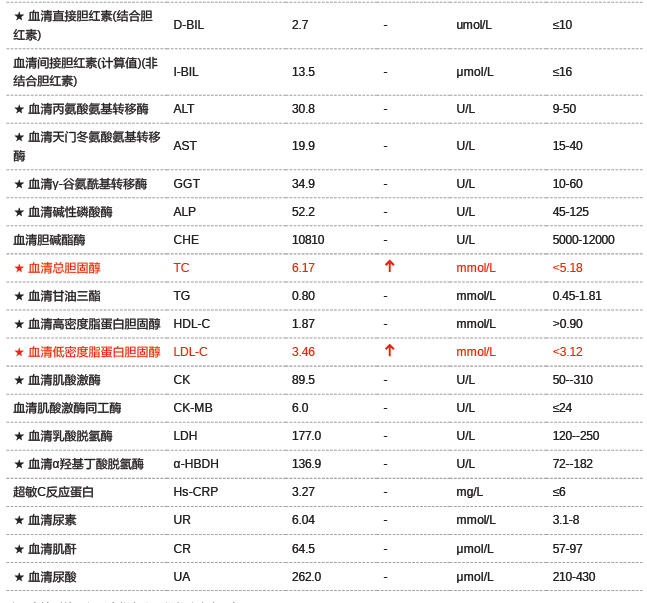 ★ 血清直接胆红素(结合胆红素) D-BIL 2.7 - umol/L ≤10
血清间接胆红素(计算值)(非结合胆红素) I-BIL 13.5 - μmol/L ≤16
★ 血清丙氨酸氨基转移酶 ALT 30.8 - U/L 9-50
★ 血清天门冬氨酸氨基转移酶 AST 19.9 - U/L 15-40
★ 血清γ-谷氨酰基转移酶 GGT 34.9 - U/L 10-60
★ 血清碱性磷酸酶 ALP 52.2 - U/L 45-125
血清胆碱酯酶 CHE 10810 - U/L 5000-12000
★ 血清总胆固醇 TC 6.17 ↑ mmol/L <5.18
★ 血清甘油三酯 TG 0.80 - mmol/L 0.45-1.81
★ 血清高密度脂蛋白胆固醇 HDL-C 1.87 - mmol/L >0.90
★ 血清低密度脂蛋白胆固醇 LDL-C 3.46 ↑ mmol/L <3.12
★ 血清肌酸激酶 CK 89.5 - U/L 50--310
血清肌酸激酶同工酶 CK-MB 6.0 - U/L ≤24
★ 血清乳酸脱氢酶 LDH 177.0 - U/L 120--250
★ 血清α羟基丁酸脱氢酶 α-HBDH 136.9 - U/L 72--182
超敏C反应蛋白 Hs-CRP 3.27 - mg/L ≤6
★ 血清尿素 UR 6.04 - mmol/L 3.1-8
★ 血清肌酐 CR 64.5 - μmol/L 57-97
★ 血清尿酸 UA 262.0 - μmol/L 210-430